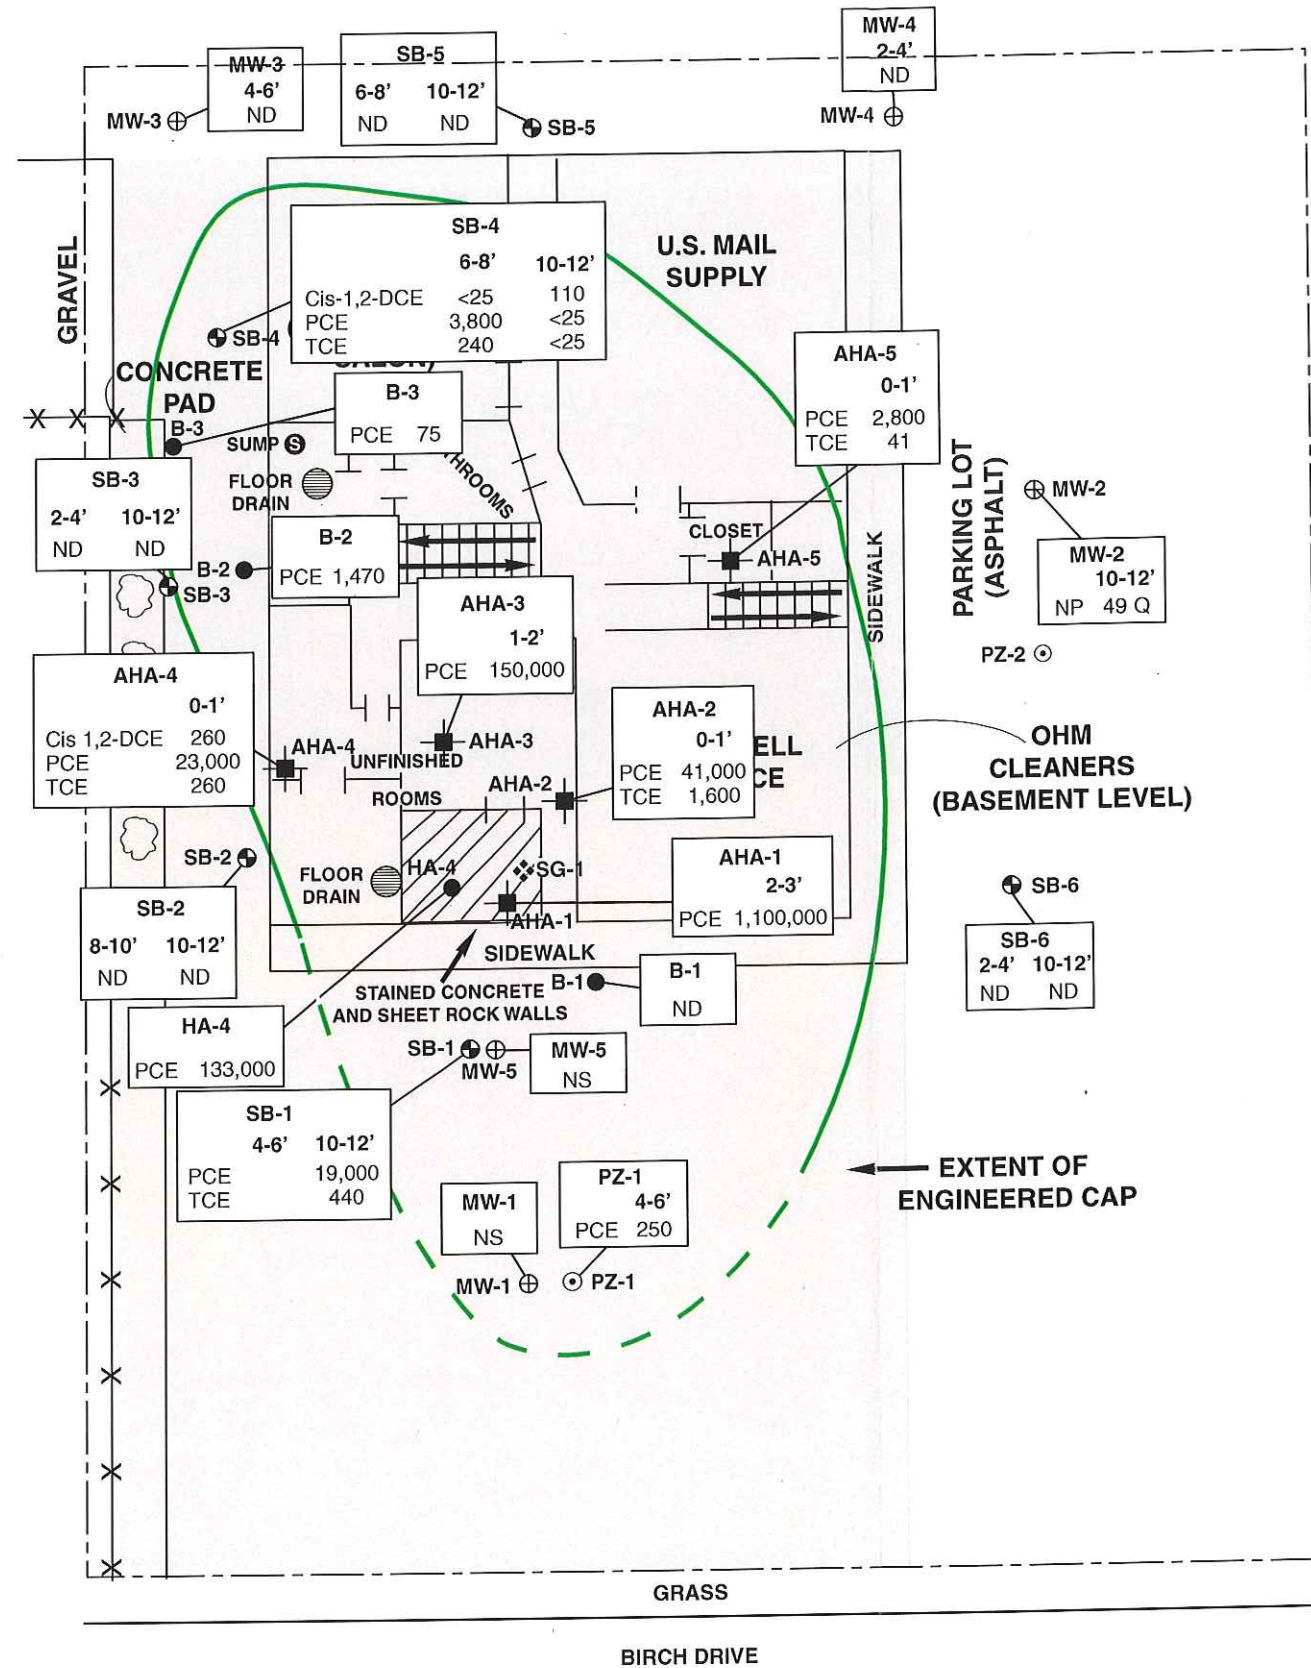 MW-3
4-6'
ND
MW-3
SB-5
6-8' 10-12'
ND ND
SB-5
MW-4
2-4'
ND
MW-4
GRAVEL
SB-4
6-8' 10-12'
Cis-1,2-DCE <25 110
PCE 3,800 <25
TCE 240 <25
SB-4
U.S. MAIL
SUPPLY
CONCRETE
PAD
AHA-5
0-1'
PCE 2,800
TCE 41
B-3
PCE 75
B-3
SUMP S
FLOOR
DRAIN
THROOMS
SB-3
2-4' 10-12'
ND ND
SB-3
B-2
PCE 1,470
B-2
CLOSET
AHA-5
SIDEWALK
PARKING LOT
(ASPHALT)
MW-2
MW-2
10-12'
NP 49 Q
PZ-2
AHA-3
1-2'
PCE 150,000
AHA-3
AHA-4
0-1'
Cis 1,2-DCE 260
PCE 23,000
TCE 260
AHA-4
UNFINISHED
ROOMS
AHA-2
AHA-2
0-1'
PCE 41,000
TCE 1,600
ELL
CE
OHM
CLEANERS
(BASEMENT LEVEL)
SB-2
FLOOR
DRAIN
HA-4
SG-1
AHA-1
AHA-1
2-3'
PCE 1,100,000
SB-6
SB-6
2-4' 10-12'
ND ND
SB-2
8-10' 10-12'
ND ND
SIDEWALK
STAINED CONCRETE
AND SHEET ROCK WALLS
B-1
B-1
ND
HA-4
PCE 133,000
SB-1
MW-5
MW-5
NS
SB-1
4-6' 10-12'
PCE 19,000
TCE 440
MW-1
NS
MW-1
PZ-1
4-6'
PCE 250
PZ-1
EXTENT OF
ENGINEERED CAP
GRASS
BIRCH DRIVE